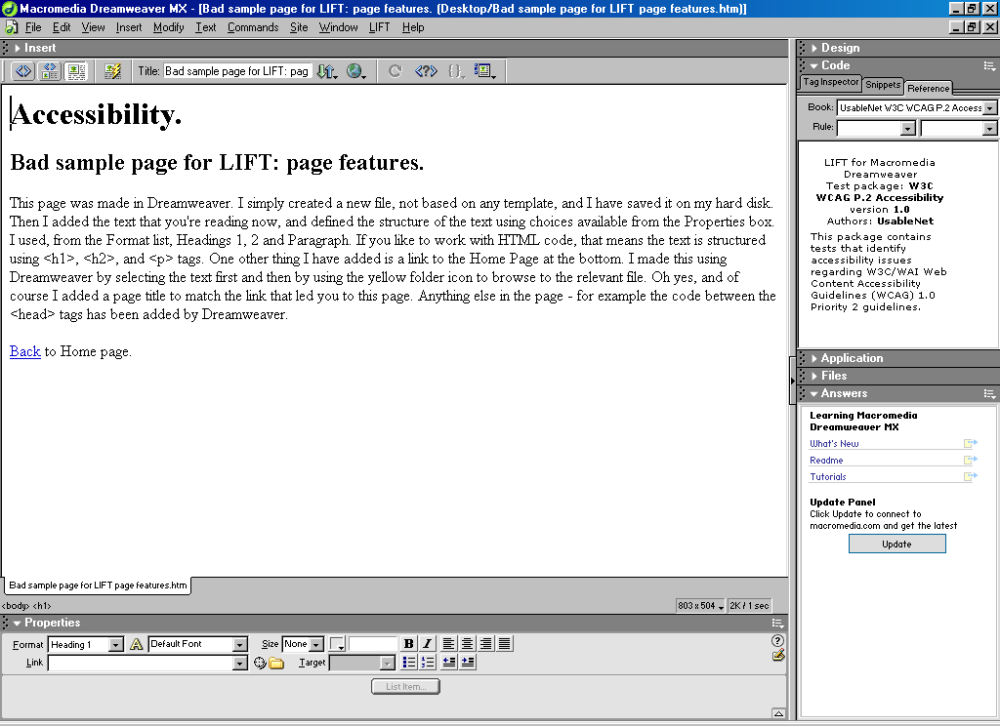 Macromedia Dreamweaver MX - [Bad sample page for LIFT: page features. (Desktop/Bad sample page for LIFT page features.htm)]
File Edit View Insert Modify Text Commands Site Window LIFT Help
Insert
Title: Bad sample page for LIFT: pag
Accessibility.
Bad sample page for LIFT: page features.
This page was made in Dreamweaver. I simply created a new file, not based on any template, and I have saved it on my hard disk.
Then I added the text that you're reading now, and defined the structure of the text using choices available from the Properties box.
I used, from the Format list, Headings 1, 2 and Paragraph. If you like to work with HTML code, that means the text is structured
using <h1>, <h2>, and <p> tags. One other thing I have added is a link to the Home Page at the bottom. I made this using
Dreamweaver by selecting the text first and then by using the yellow folder icon to browse to the relevant file. Oh yes, and of
course I added a page title to match the link that led you to this page. Anything else in the page - for example the code between the
<head> tags has been added by Dreamweaver.
Back to Home page.
Bad sample page for LIFT page features.htm
<body> <h1>
803 x 504
2K / 1 sec
Properties
Format Heading 1 Default Font Size None B I
Link Target
List Item...
Design
Code
Tag Inspector Snippets Reference
Book: UsableNet W3C WCAG P.2 Access
Rule:
LIFT for Macromedia
Dreamweaver
Test package: W3C
WCAG P.2 Accessibility
version 1.0
Authors: UsableNet
This package contains
tests that identify
accessibility issues
regarding W3C/WAI Web
Content Accessibility
Guidelines (WCAG) 1.0
Priority 2 guidelines.
Application
Files
Answers
Learning Macromedia
Dreamweaver MX
What's New
Readme
Tutorials
Update Panel
Click Update to connect to
macromedia.com and get the latest
Update